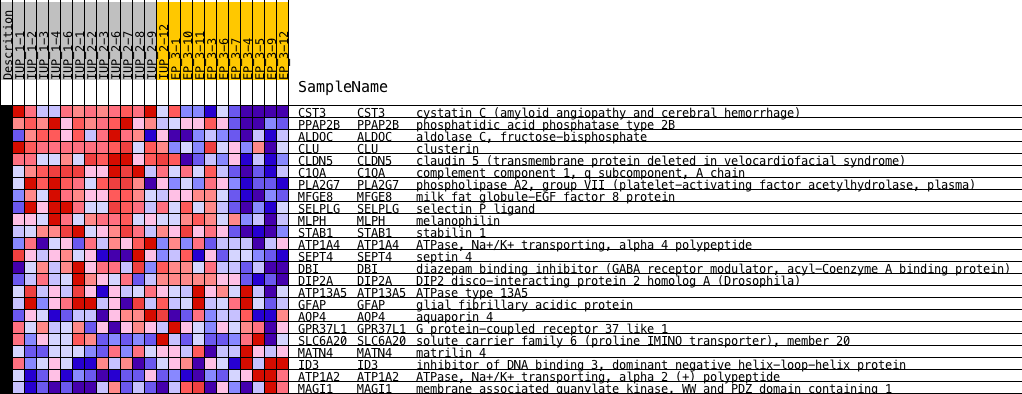 Descrition
IUP_1-1
IUP_1-2
IUP_1-3
IUP_1-4
IUP_1-6
IUP_2-1
IUP_2-2
IUP_2-3
IUP_2-6
IUP_2-7
IUP_2-8
IUP_2-9
IUP_2-12
EP_3-1
EP_3-10
EP_3-11
EP_3-3
EP_3-6
EP_3-7
EP_3-4
EP_3-5
EP_3-9
EP_3-12
SampleName
CST3 CST3 cystatin C (amyloid angiopathy and cerebral hemorrhage)
PPAP2B PPAP2B phosphatidic acid phosphatase type 2B
ALDOC ALDOC aldolase C, fructose-bisphosphate
CLU CLU clusterin
CLDN5 CLDN5 claudin 5 (transmembrane protein deleted in velocardiofacial syndrome)
C1QA C1QA complement component 1, q subcomponent, A chain
PLA2G7 PLA2G7 phospholipase A2, group VII (platelet-activating factor acetylhydrolase, plasma)
MFGE8 MFGE8 milk fat globule-EGF factor 8 protein
SELPLG SELPLG selectin P ligand
MLPH MLPH melanophilin
STAB1 STAB1 stabilin 1
ATP1A4 ATP1A4 ATPase, Na+/K+ transporting, alpha 4 polypeptide
SEPT4 SEPT4 septin 4
DBI DBI diazepam binding inhibitor (GABA receptor modulator, acyl-Coenzyme A binding protein)
DIP2A DIP2A DIP2 disco-interacting protein 2 homolog A (Drosophila)
ATP13A5 ATP13A5 ATPase type 13A5
GFAP GFAP glial fibrillary acidic protein
AQP4 AQP4 aquaporin 4
GPR37L1 GPR37L1 G protein-coupled receptor 37 like 1
SLC6A20 SLC6A20 solute carrier family 6 (proline IMINO transporter), member 20
MATN4 MATN4 matrilin 4
ID3 ID3 inhibitor of DNA binding 3, dominant negative helix-loop-helix protein
ATP1A2 ATP1A2 ATPase, Na+/K+ transporting, alpha 2 (+) polypeptide
MAGI1 MAGI1 membrane associated guanylate kinase, WW and PDZ domain containing 1